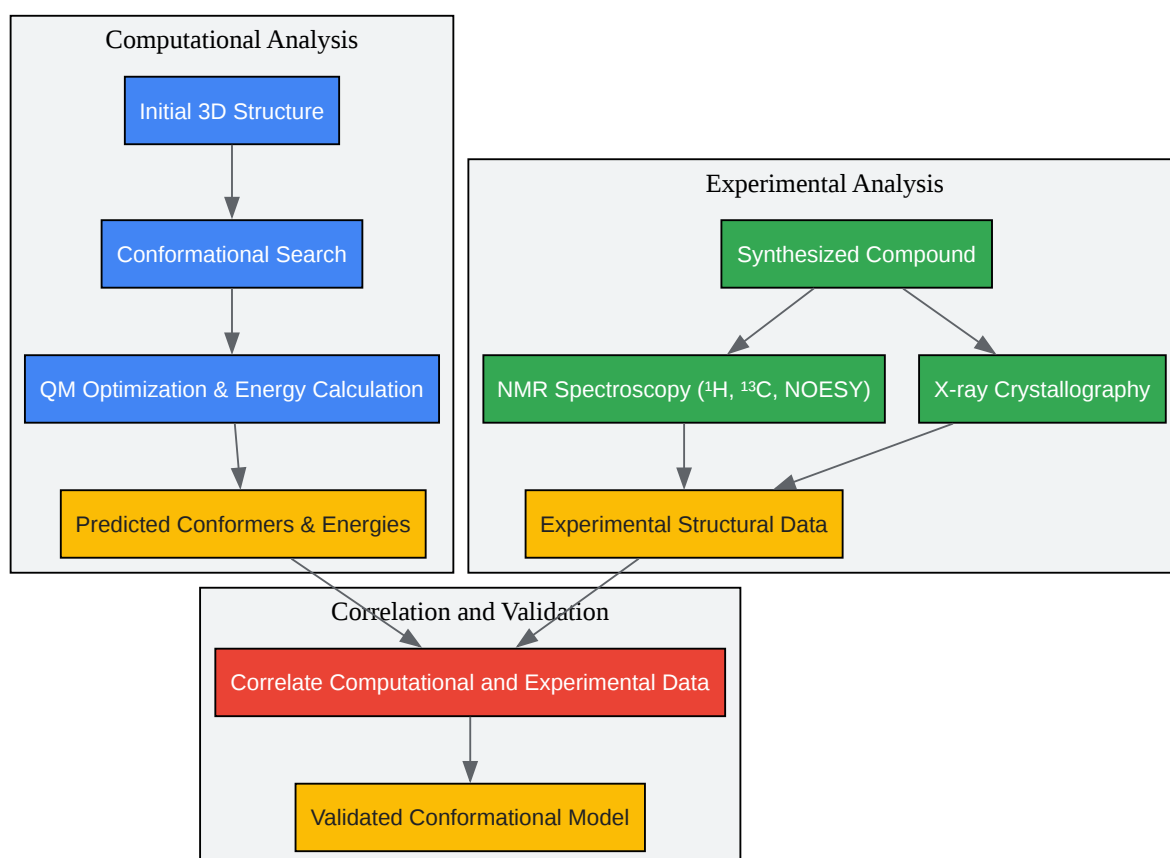 Computational Analysis
Initial 3D Structure
Conformational Search
QM Optimization & Energy Calculation
Predicted Conformers & Energies
Experimental Analysis
Synthesized Compound
NMR Spectroscopy (¹H, ¹³C, NOESY)
X-ray Crystallography
Experimental Structural Data
Correlation and Validation
Correlate Computational and Experimental Data
Validated Conformational Model